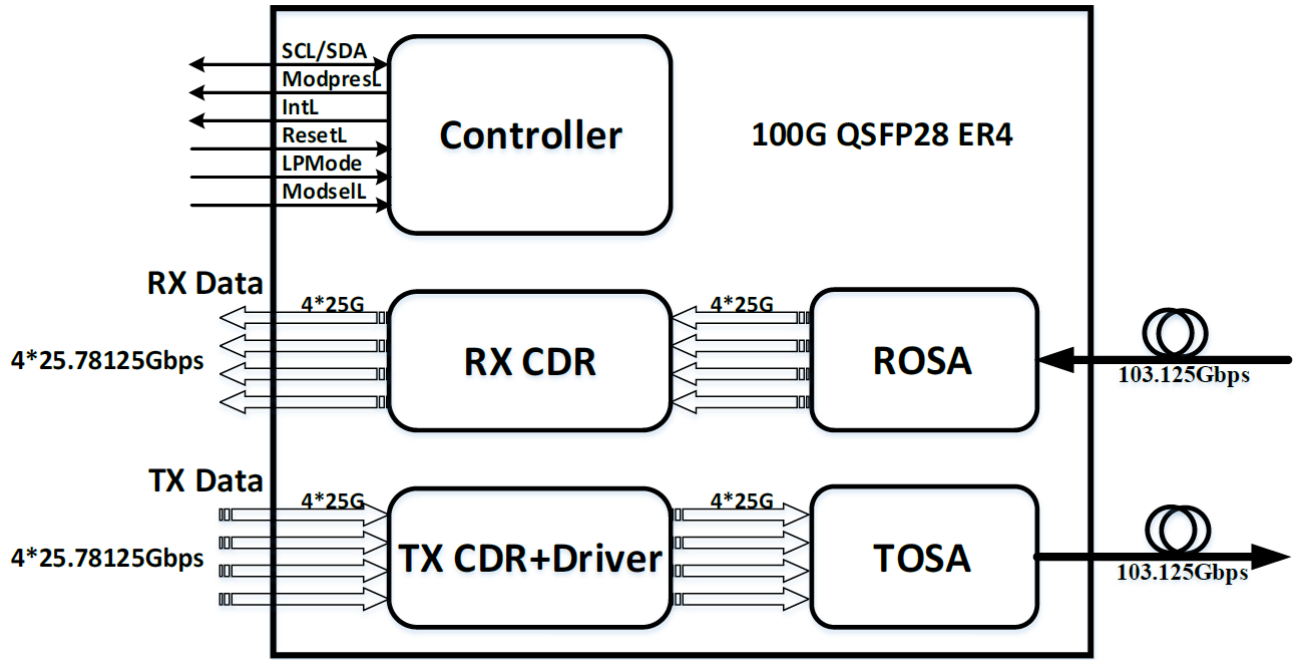 SCL/SDA
ModpresL
IntL
ResetL
LPMode
ModselL
Controller
100G QSFP28 ER4
RX Data
4*25G
4*25G
4*25.78125Gbps
RX CDR
ROSA
103.125Gbps
TX Data
4*25G
4*25G
4*25.78125Gbps
TX CDR+Driver
TOSA
103.125Gbps